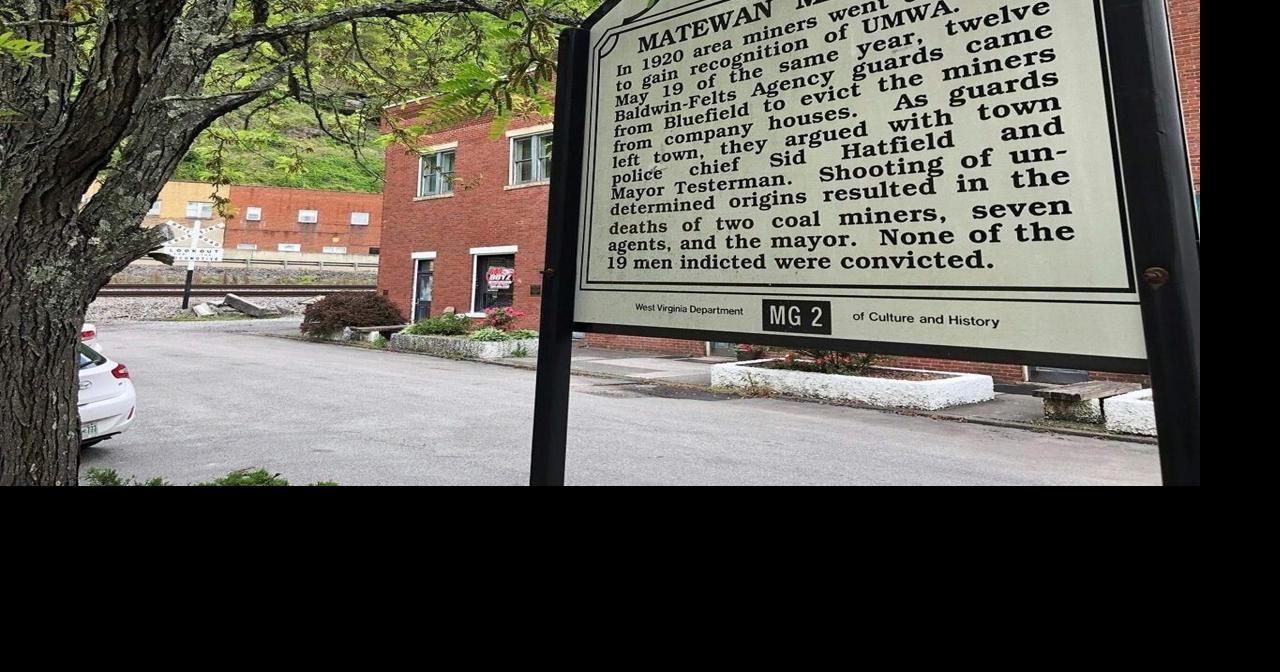 MATEWAN M
In 1920 area miners went
to gain recognition of UMWA.
May 19 of the same year, twelve
Baldwin-Felts Agency guards came
from Bluefield to evict the miners
from company houses. As guards
left town, they argued with town
police chief Sid Hatfield and
Mayor Testerman. Shooting of un-
determined origins resulted in the
deaths of two coal miners, seven
agents, and the mayor. None of the
19 men indicted were convicted.
West Virginia Department MG 2 of Culture and History
LOOKOUT